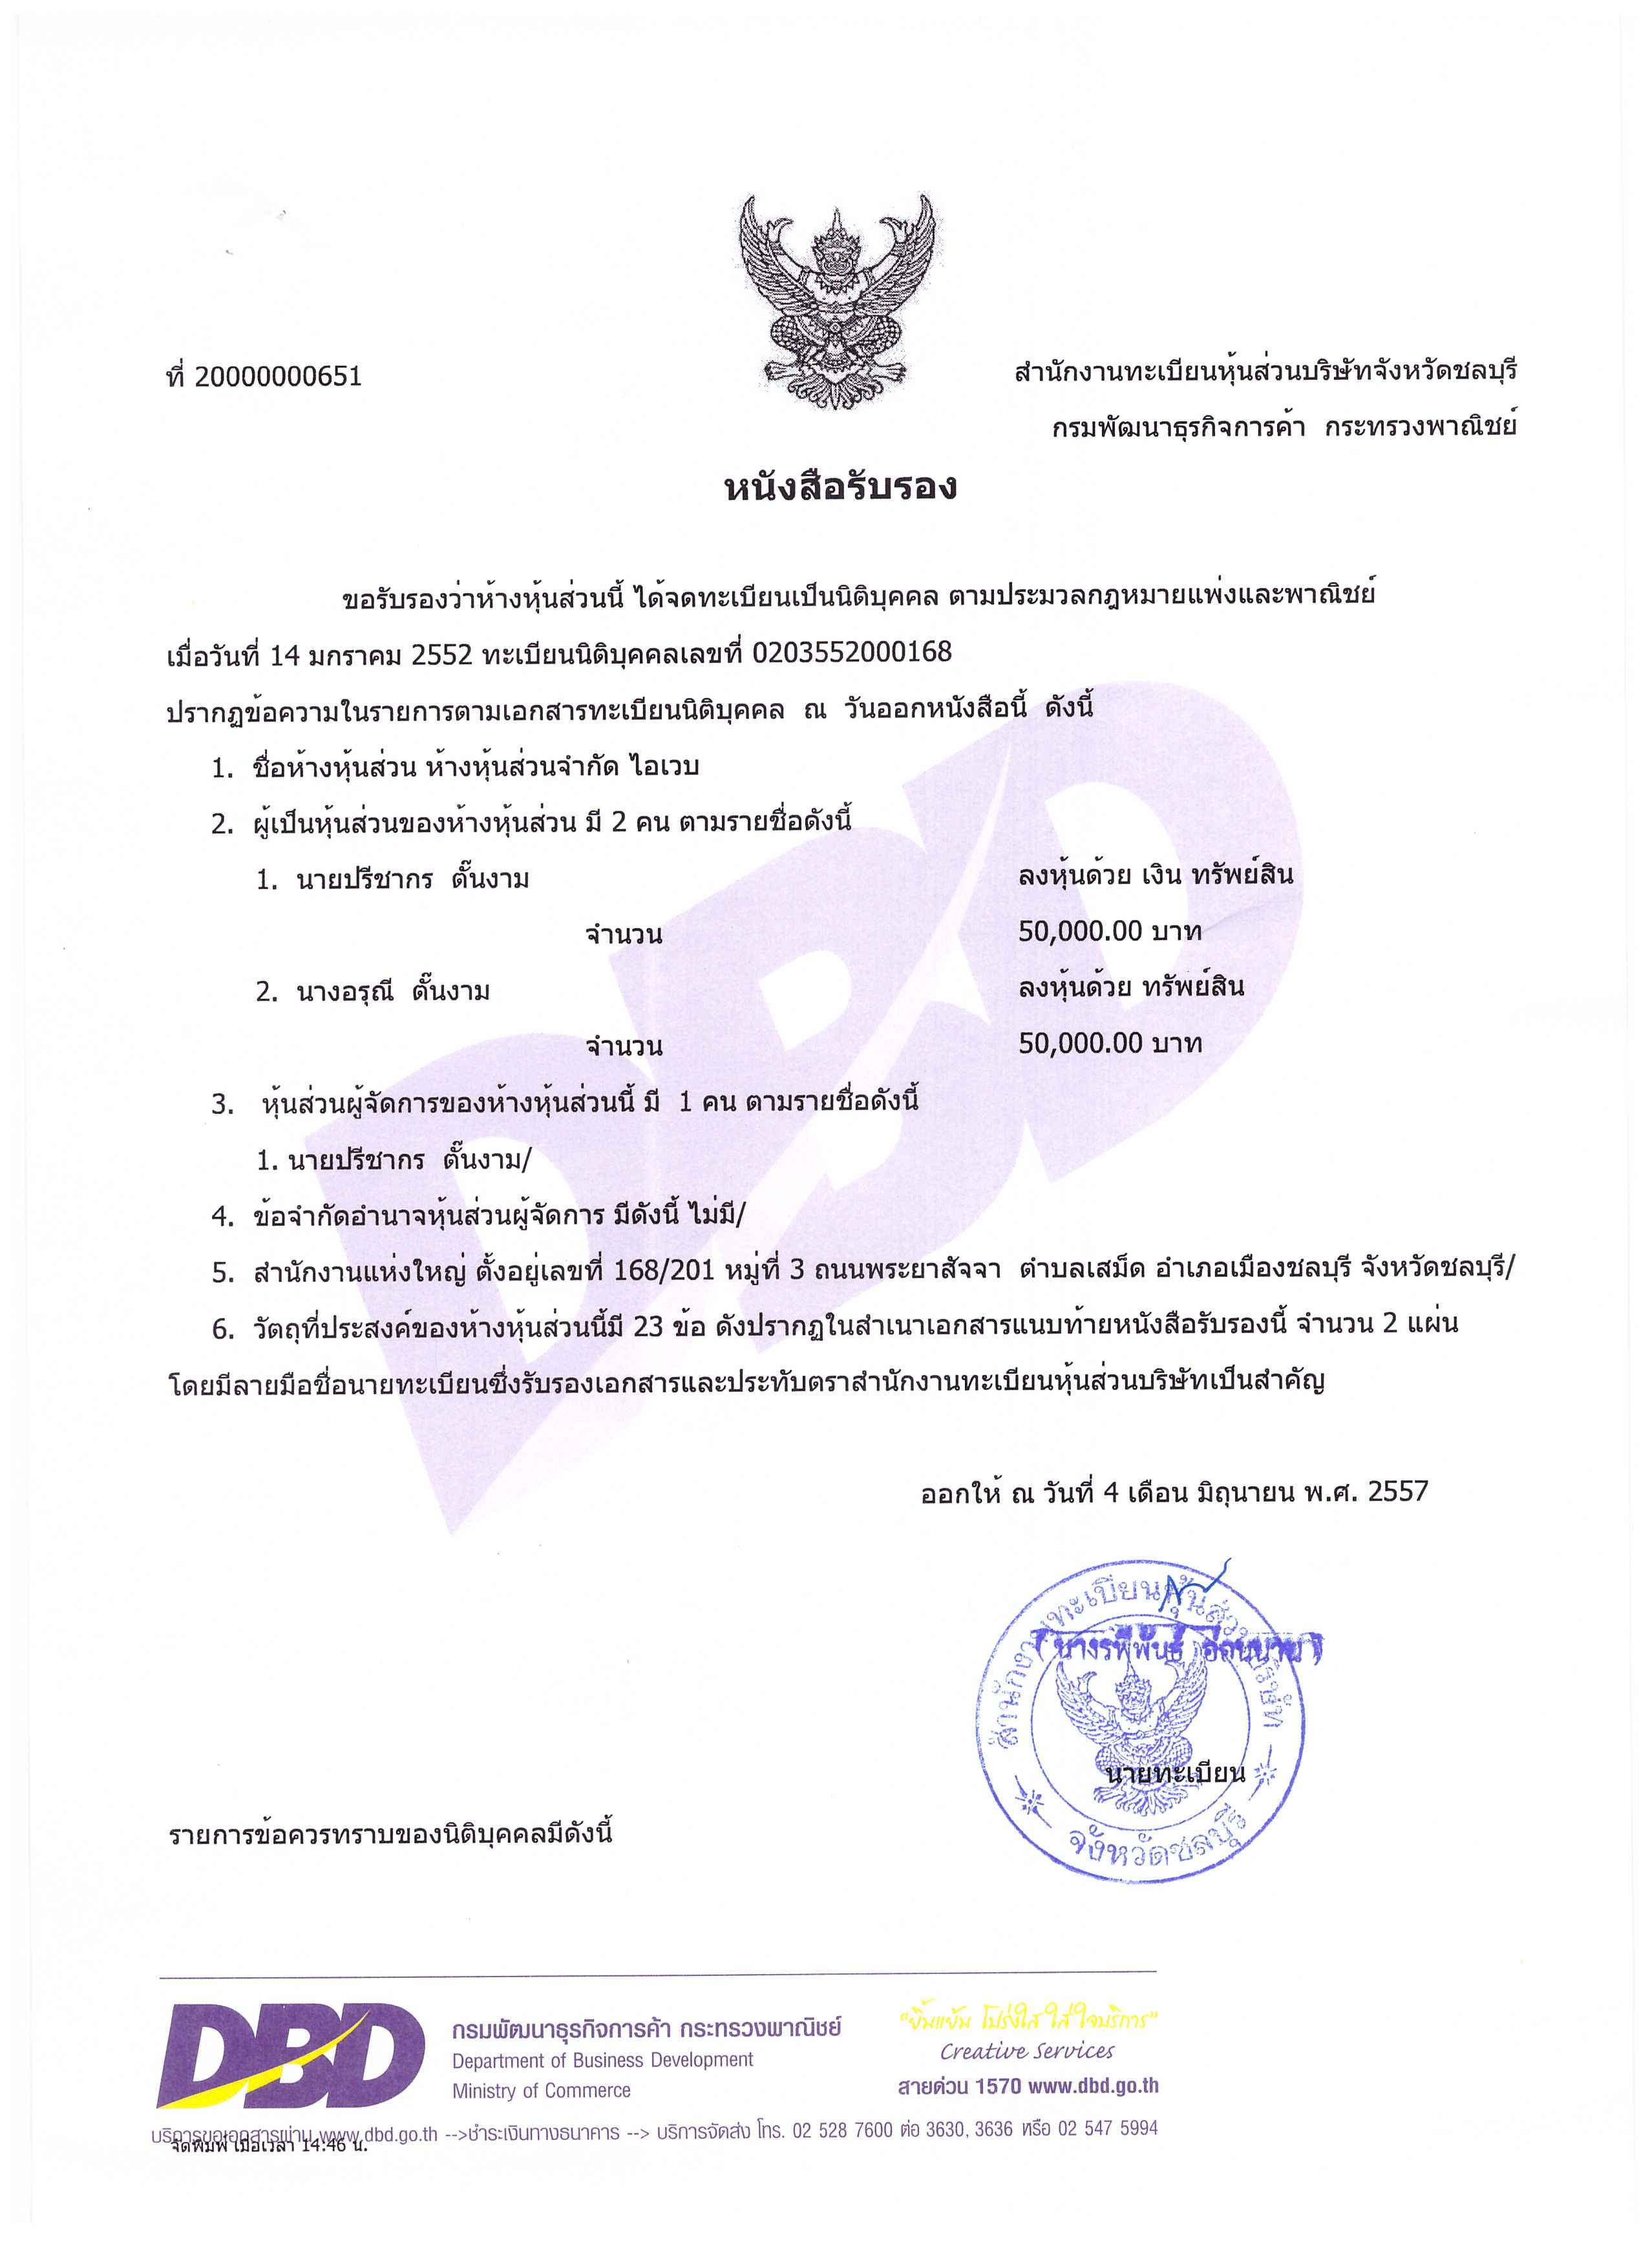 ที่ 20000000651
สำนักงานทะเบียนหุ้นส่วนบริษัทจังหวัดชลบุรี
กรมพัฒนาธุรกิจการค้า กระทรวงพาณิชย์
หนังสือรับรอง
ขอรับรองว่าห้างหุ้นส่วนนี้ ได้จดทะเบียนเป็นนิติบุคคล ตามประมวลกฎหมายแพ่งและพาณิชย์
เมื่อวันที่ 14 มกราคม 2552 ทะเบียนนิติบุคคลเลขที่ 0203552000168
ปรากฏข้อความในรายการตามเอกสารทะเบียนนิติบุคคล ณ วันออกหนังสือนี้ ดังนี้
1. ชื่อห้างหุ้นส่วน ห้างหุ้นส่วนจำกัด ไอเวบ
2. ผู้เป็นหุ้นส่วนของห้างหุ้นส่วน มี 2 คน ตามรายชื่อดังนี้
1. นายปรีชากร ตั๊นงาม ลงหุ้นด้วย เงิน ทรัพย์สิน
จำนวน 50,000.00 บาท
2. นางอรุณี ตั๊นงาม ลงหุ้นด้วย ทรัพย์สิน
จำนวน 50,000.00 บาท
3. หุ้นส่วนผู้จัดการของห้างหุ้นส่วนนี้ มี 1 คน ตามรายชื่อดังนี้
1. นายปรีชากร ตั๊นงาม/
4. ข้อจำกัดอำนาจหุ้นส่วนผู้จัดการ มีดังนี้ ไม่มี/
5. สำนักงานแห่งใหญ่ ตั้งอยู่เลขที่ 168/201 หมู่ที่ 3 ถนนพระยาสัจจา ตำบลเสม็ด อำเภอเมืองชลบุรี จังหวัดชลบุรี/
6. วัตถุที่ประสงค์ของห้างหุ้นส่วนนี้มี 23 ข้อ ดังปรากฏในสำเนาเอกสารแนบท้ายหนังสือรับรองนี้ จำนวน 2 แผ่น
โดยมีลายมือชื่อนายทะเบียนซึ่งรับรองเอกสารและประทับตราสำนักงานทะเบียนหุ้นส่วนบริษัทเป็นสำคัญ
ออกให้ ณ วันที่ 4 เดือน มิถุนายน พ.ศ. 2557
สำนักงานทะเบียนหุ้นส่วนบริษัท
(นางรพีพันธ์
นายทะเบียน
จังหวัดชลบุรี
รายการข้อควรทราบของนิติบุคคลมีดังนี้
DBD
กรมพัฒนาธุรกิจการค้า กระทรวงพาณิชย์
Department of Business Development
Ministry of Commerce
"ยิ้มแย้ม โปร่งใส ใส่ใจบริการ"
Creative Services
สายด่วน 1570 www.dbd.go.th
บริการขอเอกสารผ่าน www.dbd.go.th -->ชำระเงินทางธนาคาร --> บริการจัดส่ง โทร. 02 528 7600 ต่อ 3630, 3636 หรือ 02 547 5994
จัดพิมพ์ เมื่อเวลา 14:46 น.